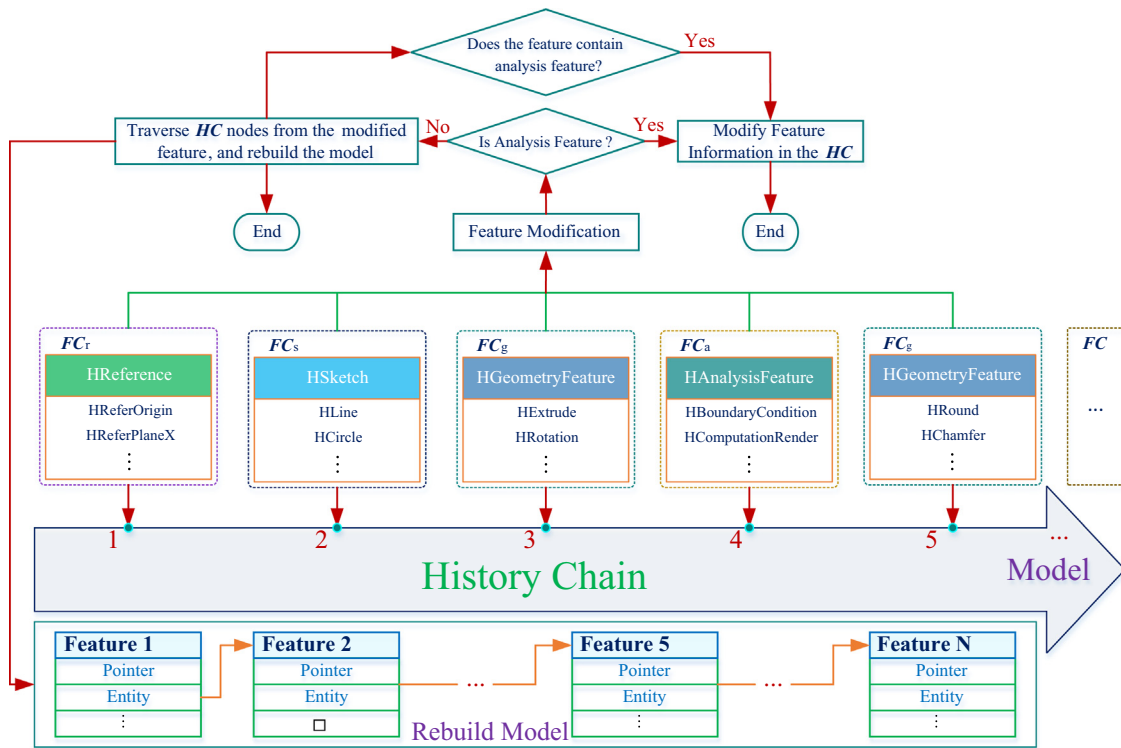 Does the feature contain
analysis feature?
Yes
Traverse HC nodes from the modified
feature, and rebuild the model
No
Is Analysis Feature ?
Yes
Modify Feature
Information in the HC
End
Feature Modification
End
FCr
HReference
HReferOrigin
HReferPlaneX
⋮
FCs
HSketch
HLine
HCircle
⋮
FCg
HGeometryFeature
HExtrude
HRotation
⋮
FCa
HAnalysisFeature
HBoundaryCondition
HComputationRender
⋮
FCg
HGeometryFeature
HRound
HChamfer
⋮
FC
...
1
2
3
4
5
...
History Chain
Model
Feature 1
Pointer
Entity
⋮
Feature 2
Pointer
Entity
□
...
Feature 5
Pointer
Entity
⋮
...
Feature N
Pointer
Entity
⋮
Rebuild Model